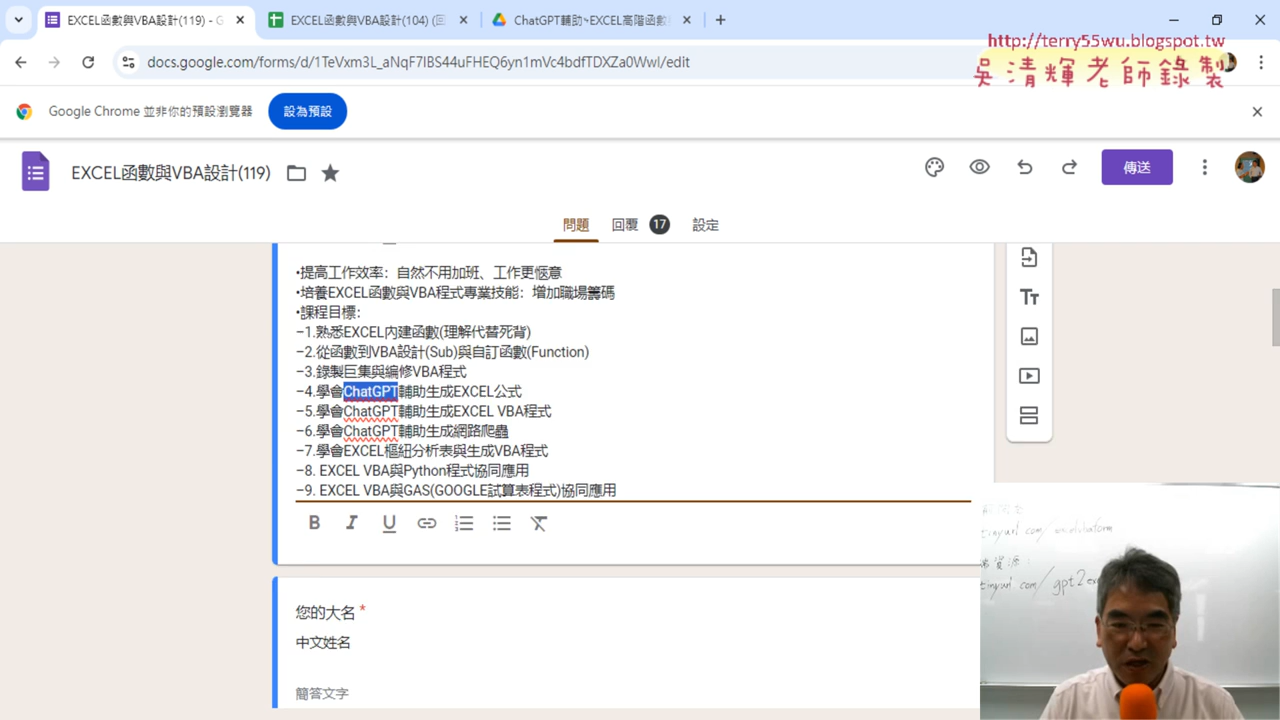 EXCEL函數與VBA設計(119) - G
EXCEL函數與VBA設計(104) (回
ChatGPT輔助~EXCEL高階函數
http://terry55wu.blogspot.tw
docs.google.com/forms/d/1TeVxm3L_aNqF7IBS44uFHEQ6yn1mVc4bdfTDXZa0WwI/edit
吳清輝老師錄製
Google Chrome 並非你的預設瀏覽器
設為預設
EXCEL函數與VBA設計(119)
傳送
問題
回覆 17
設定
•提高工作效率：自然不用加班、工作更愜意
•培養EXCEL函數與VBA程式專業技能：增加職場籌碼
•課程目標：
–1.熟悉EXCEL內建函數(理解代替死背)
–2.從函數到VBA設計(Sub)與自訂函數(Function)
–3.錄製巨集與編修VBA程式
–4.學會ChatGPT輔助生成EXCEL公式
–5.學會ChatGPT輔助生成EXCEL VBA程式
–6.學會ChatGPT輔助生成網路爬蟲
–7.學會EXCEL樞紐分析表與生成VBA程式
–8. EXCEL VBA與Python程式協同應用
–9. EXCEL VBA與GAS(GOOGLE試算表程式)協同應用
B I U
您的大名 *
中文姓名
簡答文字
資源